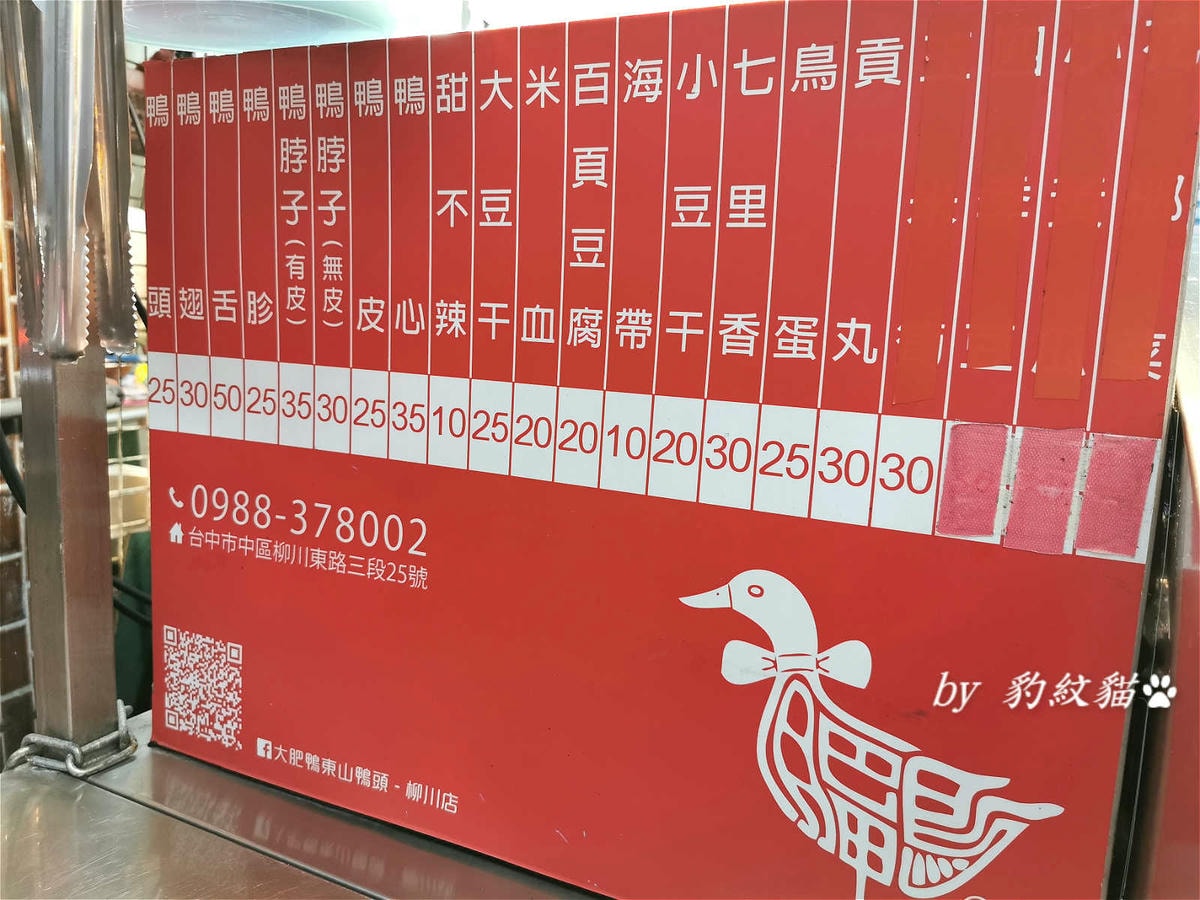 鴨頭 25
鴨翅 30
鴨舌 50
鴨胗 25
鴨脖子(有皮) 35
鴨脖子(無皮) 30
鴨皮 25
鴨心 35
甜不辣 10
大豆干 25
米血 20
百頁豆腐 20
海帶 10
小豆干 20
七里香 30
鳥蛋 25
貢丸 30
30
0988-378002
台中市中區柳川東路三段25號
大肥鴨東山鴨頭 - 柳川店
肥鴨
by 豹紋貓